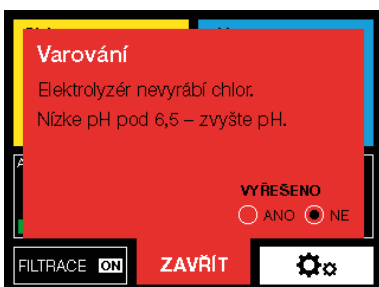 Varování
Elektrolyzér nevyrábí chlor.
Nízke pH pod 6,5 – zvyšte pH.
VYŘEŠENO
ANO NE
FILTRACE ON ZAVŘÍT